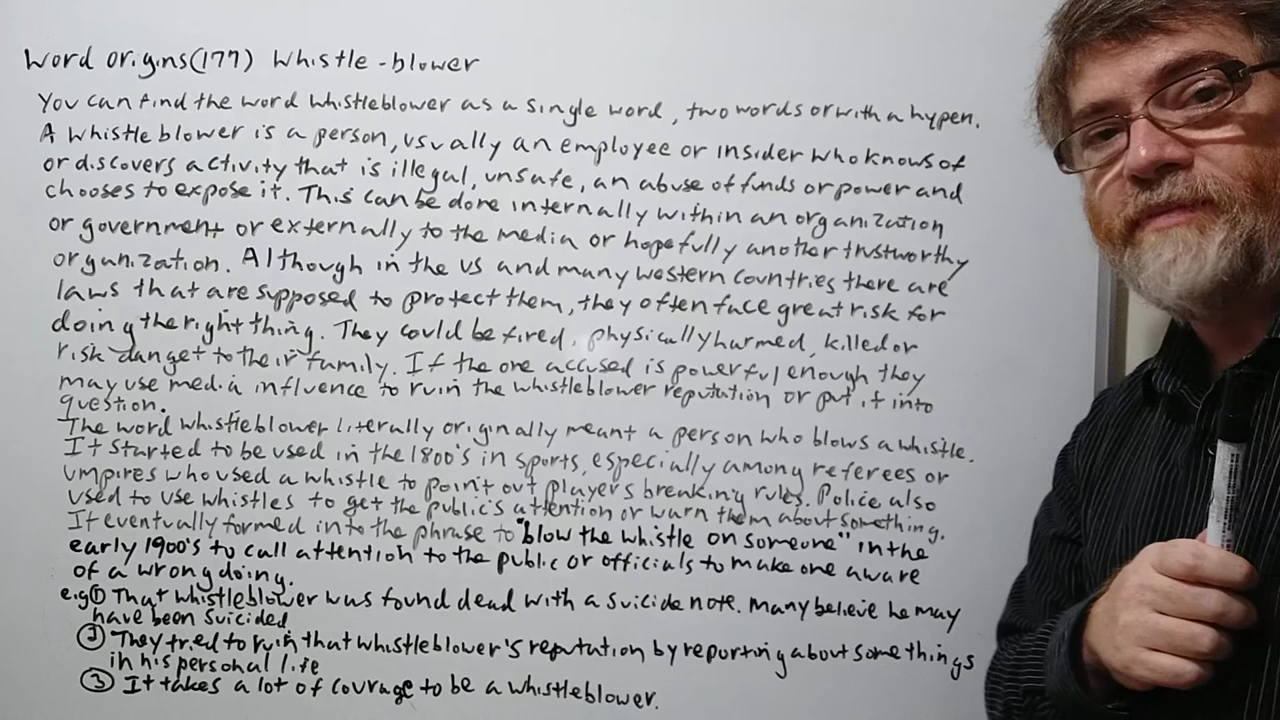 Word origins(177) Whistle-blower
You can find the word whistleblower as a single word, two words or with a hypen.
A whistleblower is a person, usually an employee or insider who knows of
or discovers activity that is illegal, unsafe, an abuse of funds or power and
chooses to expose it. This can be done internally within an organization
or government or externally to the media or hopefully another trustworthy
organization. Although in the US and many western countries there are
laws that are supposed to protect them, they often face great risk for
doing the right thing. They could be fired, physically harmed, killed or
risk danget to their family. If the one accused is powerful enough they
may use media influence to ruin the whistleblower reputation or put it into
question.
The word whistleblower literally originally meant a person who blows a whistle.
It started to be used in the 1800's in sports, especially among referees or
umpires who used a whistle to point out players breaking rules. Police also
used to use whistles to get the public's attention or warn them about something.
It eventually formed into the phrase to "blow the whistle on someone" in the
early 1900's to call attention to the public or officials to make one aware
of a wrongdoing.
e.g① That whistleblower was found dead with a suicide note. Many believe he may
have been suicided
② They tried to ruin that whistleblower's reputation by reporting about some things
in his personal life
③ It takes a lot of courage to be a whistleblower.